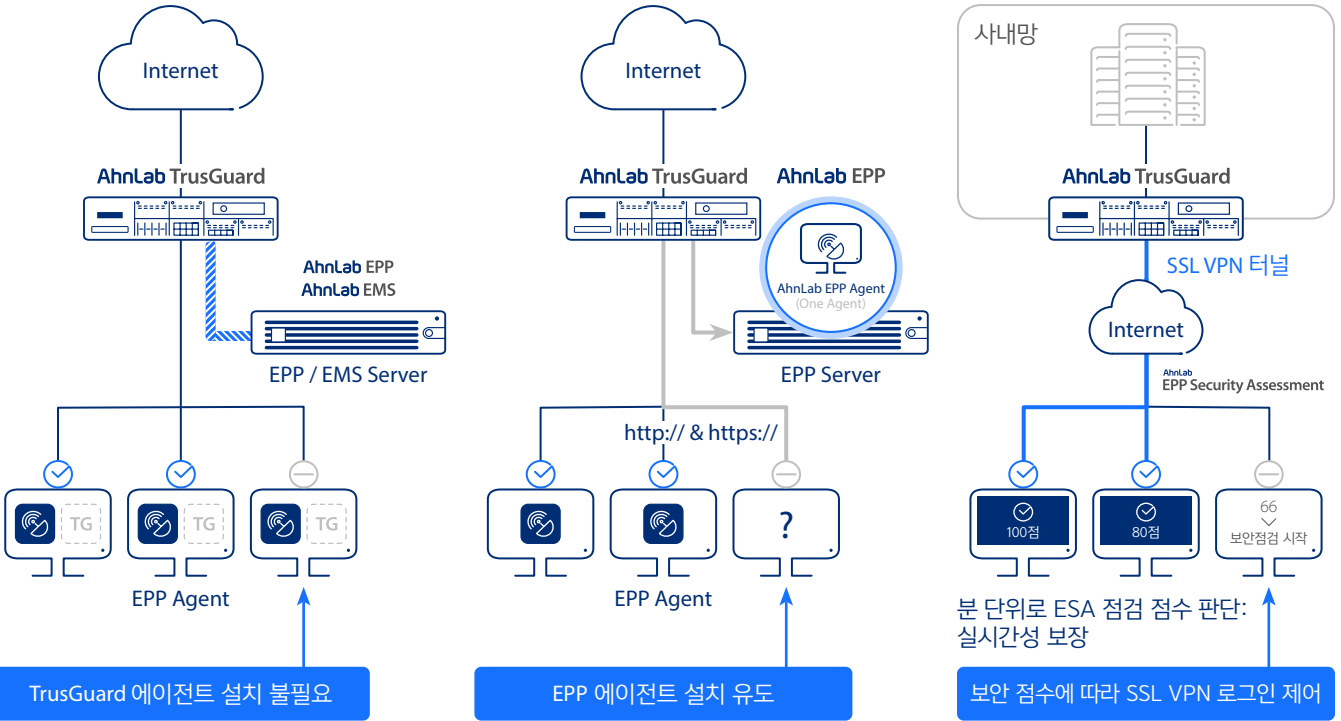 Internet
AhnLab TrusGuard
AhnLab EPP
AhnLab EMS
EPP / EMS Server
TG
TG
TG
EPP Agent
TrusGuard 에이전트 설치 불필요
Internet
AhnLab TrusGuard
AhnLab EPP
AhnLab EPP Agent
(One Agent)
EPP Server
http:// & https://
?
EPP Agent
EPP 에이전트 설치 유도
사내망
AhnLab TrusGuard
SSL VPN 터널
Internet
AhnLab
EPP Security Assessment
100점
80점
66
보안점검 시작
분 단위로 ESA 점검 점수 판단:
실시간성 보장
보안 점수에 따라 SSL VPN 로그인 제어